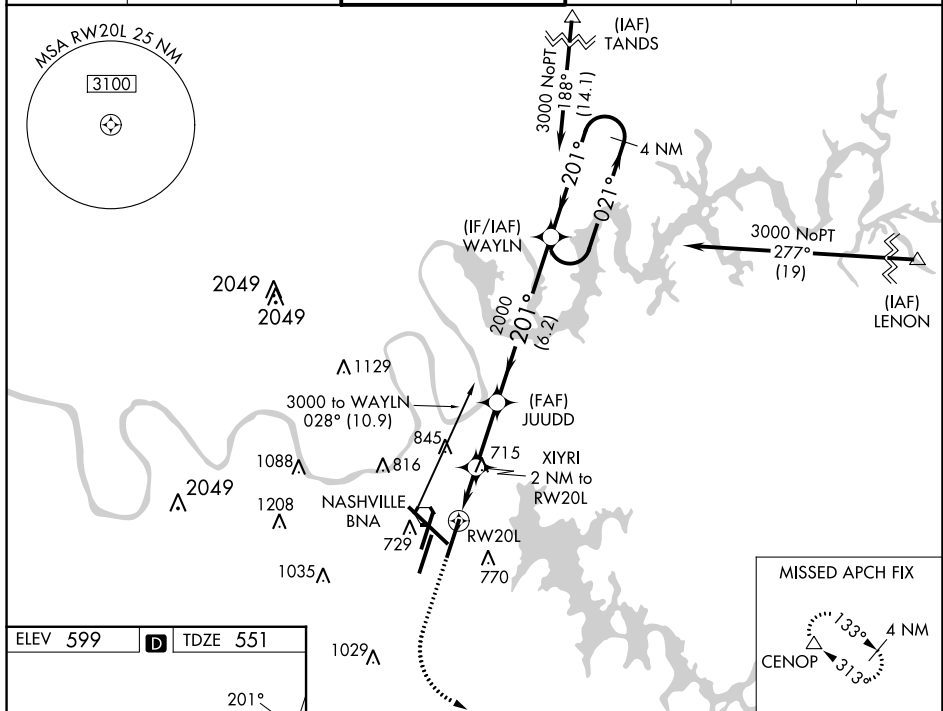 MSA RW20L 25 NM
3100
(IAF)
TANDS
3000 NoPT
188°
(14.1)
4 NM
201°
021°
(IF/IAF)
WAYLN
3000 NoPT
277°
(19)
(IAF)
LENON
2049
2049
2000
201°
(6.2)
1129
3000 to WAYLN
028° (10.9)
(FAF)
JUUDD
845
715
XIYRI
2 NM to
RW20L
1088
816
2049
1208
NASHVILLE
BNA
729
RW20L
770
1035
1029
MISSED APCH FIX
133°
4 NM
CENOP
313°
ELEV 599
D
TDZE 551
201°